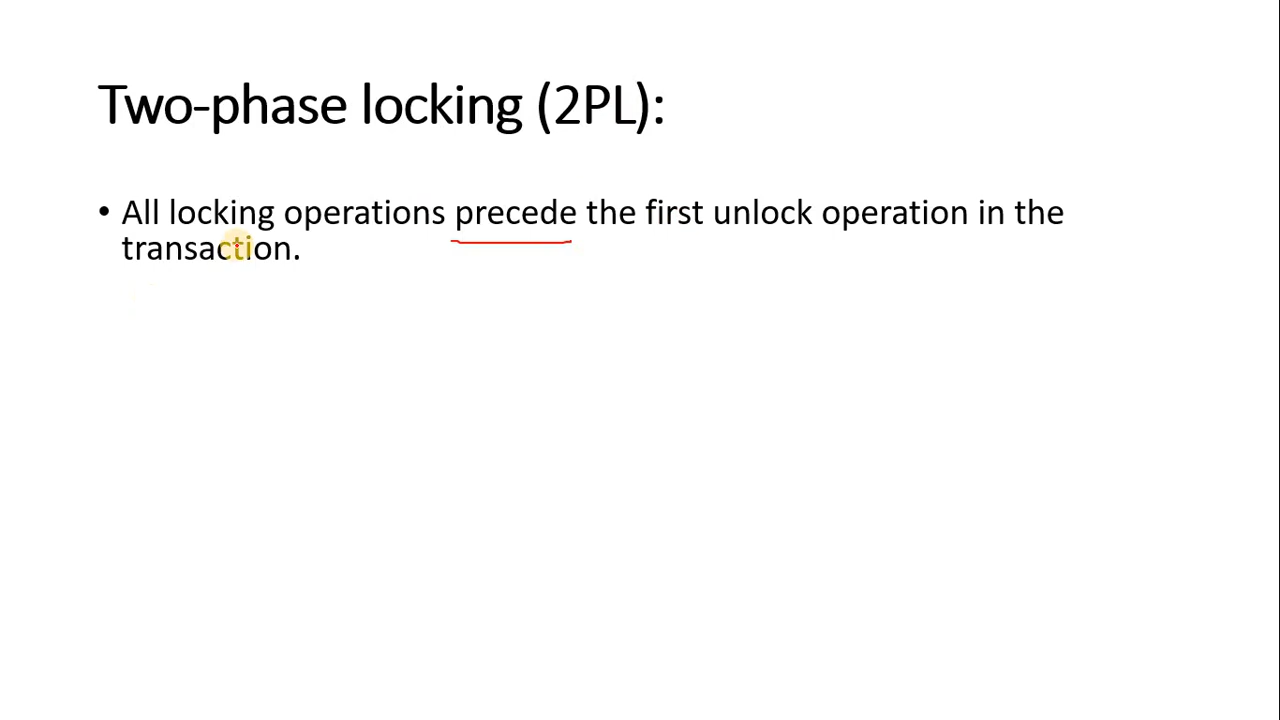 Two-phase locking (2PL):
• All locking operations precede the first unlock operation in the
transaction.